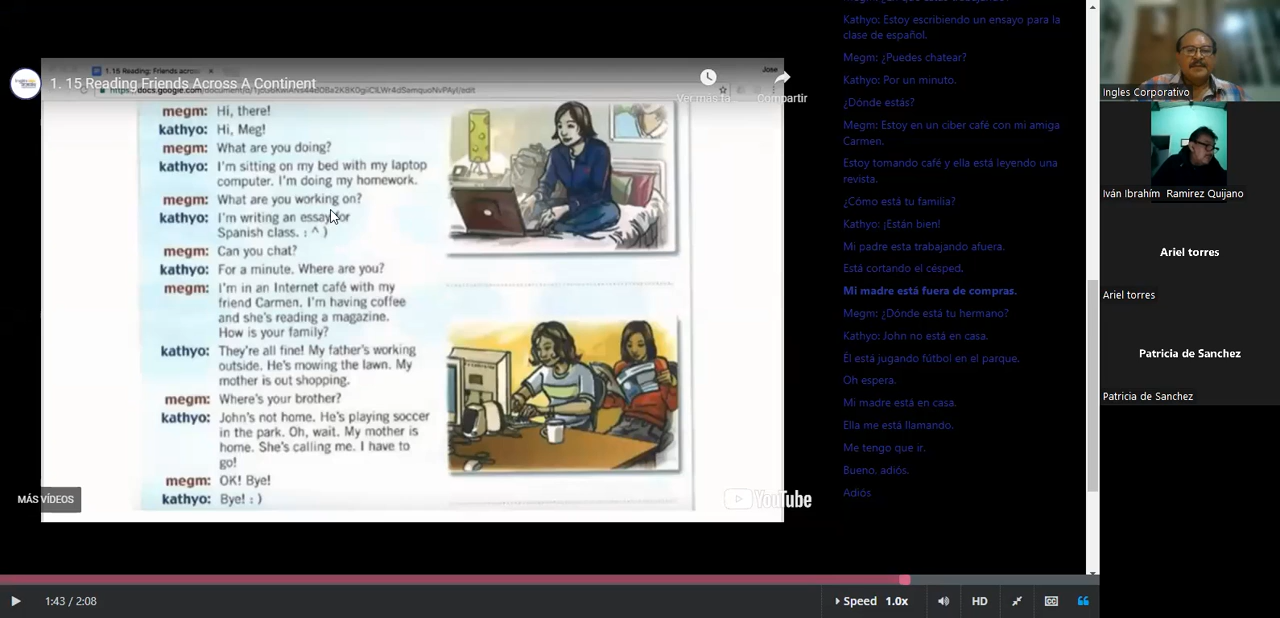 1. 15 Reading Friends Across A Continent
Jose
Compartir
megm: Hi, there!
kathyo: Hi, Meg!
megm: What are you doing?
kathyo: I'm sitting on my bed with my laptop
computer. I'm doing my homework.
megm: What are you working on?
kathyo: I'm writing an essay for
Spanish class. : ^ )
megm: Can you chat?
kathyo: For a minute. Where are you?
megm: I'm in an Internet café with my
friend Carmen. I'm having coffee
and she's reading a magazine.
How is your family?
kathyo: They're all fine! My father's working
outside. He's mowing the lawn. My
mother is out shopping.
megm: Where's your brother?
kathyo: John's not home. He's playing soccer
in the park. Oh, wait. My mother is
home. She's calling me. I have to
go!
megm: OK! Bye!
kathyo: Bye! : )
MÁS VÍDEOS
YouTube
Kathyo: Estoy escribiendo un ensayo para la
clase de español.
Megm: ¿Puedes chatear?
Kathyo: Por un minuto.
¿Dónde estás?
Megm: Estoy en un ciber café con mi amiga
Carmen.
Estoy tomando café y ella está leyendo una
revista.
¿Cómo está tu familia?
Kathyo: ¡Están bien!
Mi padre esta trabajando afuera.
Está cortando el césped.
Mi madre está fuera de compras.
Megm: ¿Dónde está tu hermano?
Kathyo: John no está en casa.
Él está jugando fútbol en el parque.
Oh espera.
Mi madre está en casa.
Ella me está llamando.
Me tengo que ir.
Bueno. adiós.
Adiós
Ingles Corporativo
Iván Ibrahím Ramirez Quijano
Ariel torres
Ariel torres
Patricia de Sanchez
Patricia de Sanchez
1:43 / 2:08
Speed 1.0x
HD
CC